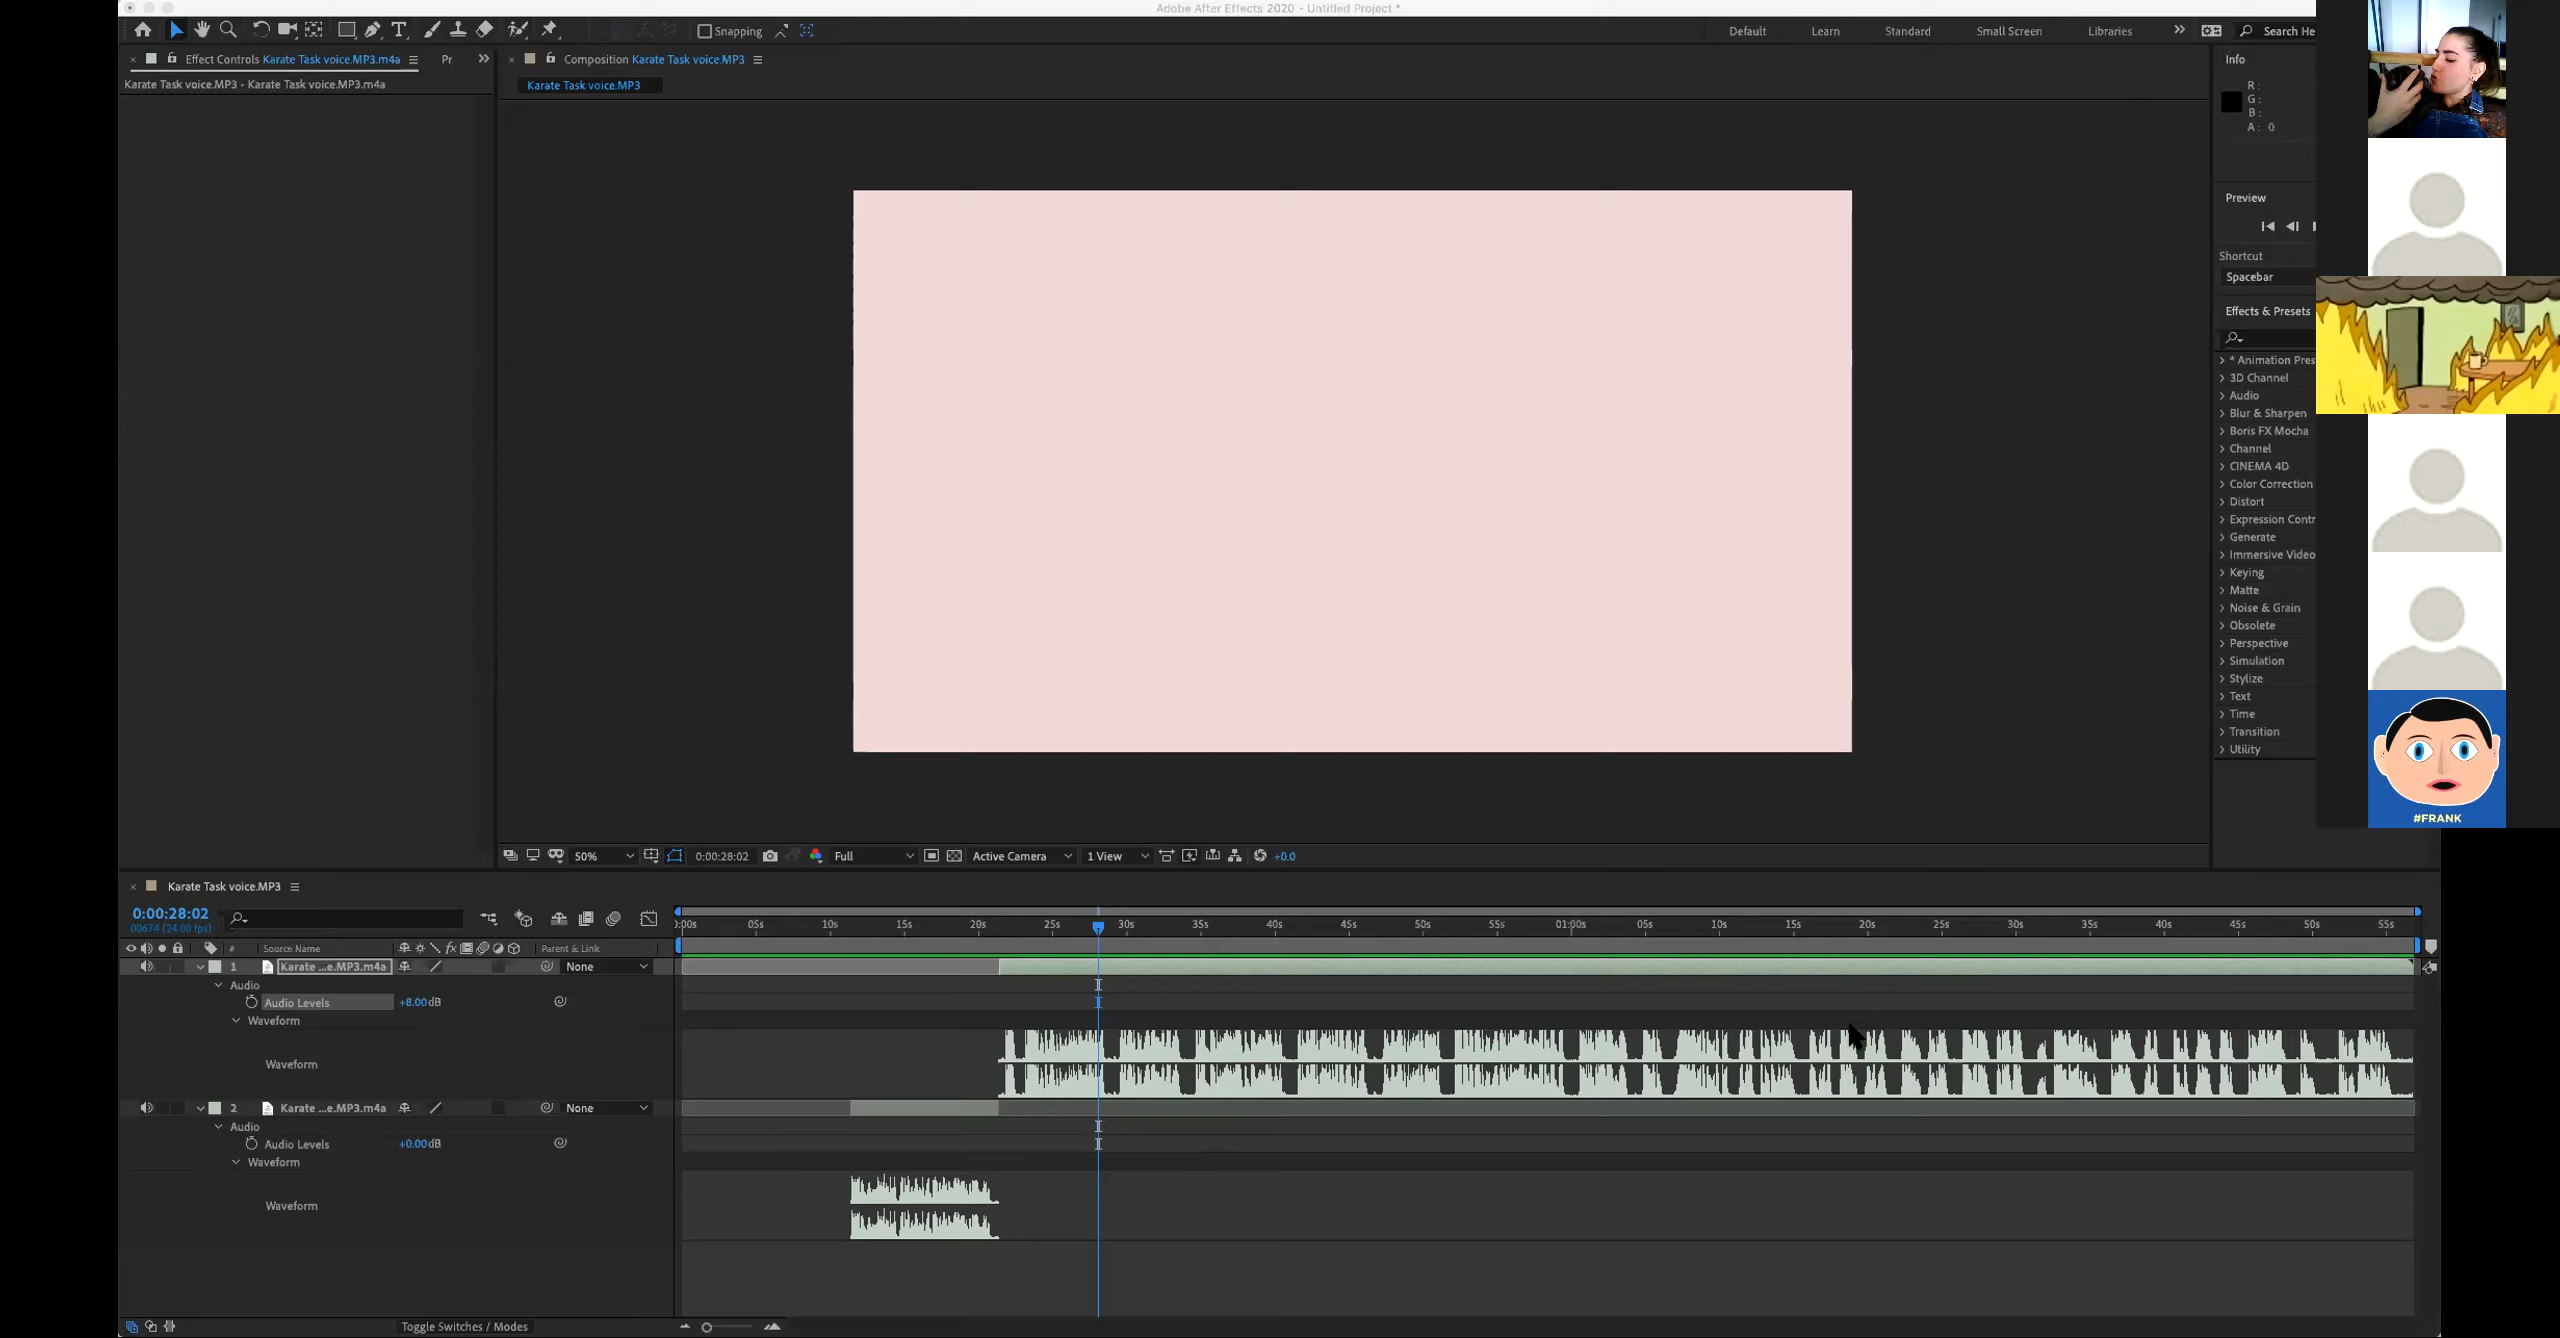 Adobe After Effects 2020 - Untitled Project *
Snapping
Default
Learn
Standard
Small Screen
Libraries
Search He
Effect Controls Karate Task voice.MP3.m4a
Pr
Composition Karate Task voice.MP3
Info
Karate Task voice.MP3 - Karate Task voice.MP3.m4a
Karate Task voice.MP3
R :
G :
B :
A : 0
Preview
Shortcut
Spacebar
Effects & Presets
* Animation Pres
3D Channel
Audio
Blur & Sharpen
Boris FX Mocha
Channel
CINEMA 4D
Color Correction
Distort
Expression Contr
Generate
Immersive Video
Keying
Matte
Noise & Grain
Obsolete
Perspective
Simulation
Stylize
Text
Time
Transition
Utility
#FRANK
50%
0:00:28:02
Full
Active Camera
1 View
+0.0
Karate Task voice.MP3
0:00:28:02
00674 (24.00 fps)
:00s 05s 10s 15s 20s 25s 30s 35s 40s 45s 50s 55s 01:00s 05s 10s 15s 20s 25s 30s 35s 40s 45s 50s 55s
# Source Name fx Parent & Link
1 Karate ...e.MP3.m4a None
Audio
Audio Levels +8.00dB
Waveform
Waveform
2 Karate ...e.MP3.m4a None
Audio
Audio Levels +0.00dB
Waveform
Waveform
Toggle Switches / Modes